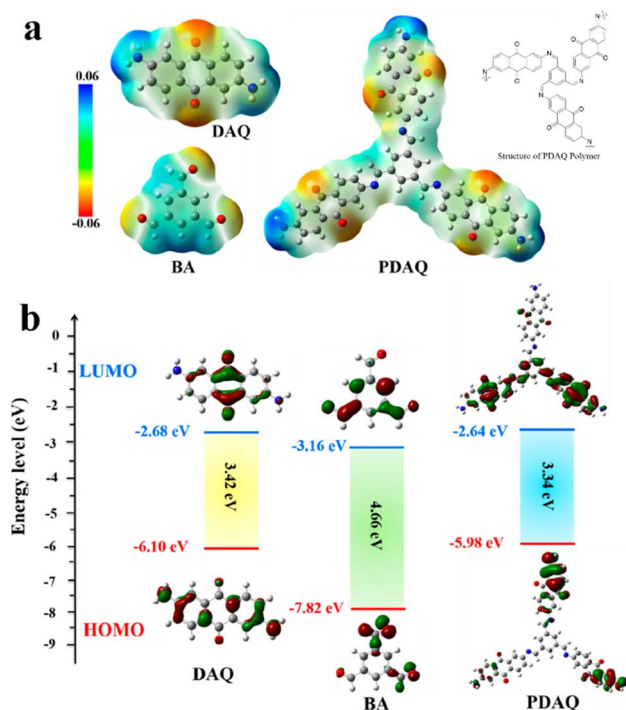 a
0.06
-0.06
DAQ
BA
PDAQ
N
O
O
N
O
O
N
N
O
O
N
Structure of PDAQ Polymer
b
Energy level (eV)
0
-1
-2
-3
-4
-5
-6
-7
-8
-9
LUMO
HOMO
-2.68 eV
3.42 eV
-6.10 eV
DAQ
-3.16 eV
4.66 eV
-7.82 eV
BA
-2.64 eV
3.34 eV
-5.98 eV
PDAQ